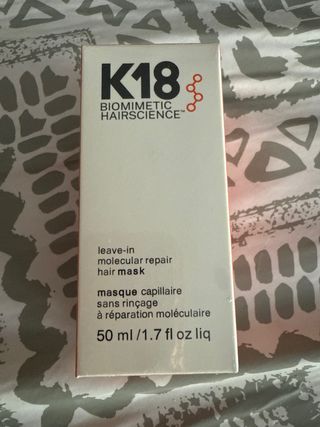 K18
BIOMIMETIC
HAIRSCIENCE™
leave-in
molecular repair
hair mask
masque capillaire
sans rinçage
à réparation moléculaire
50 ml /1.7 fl oz liq